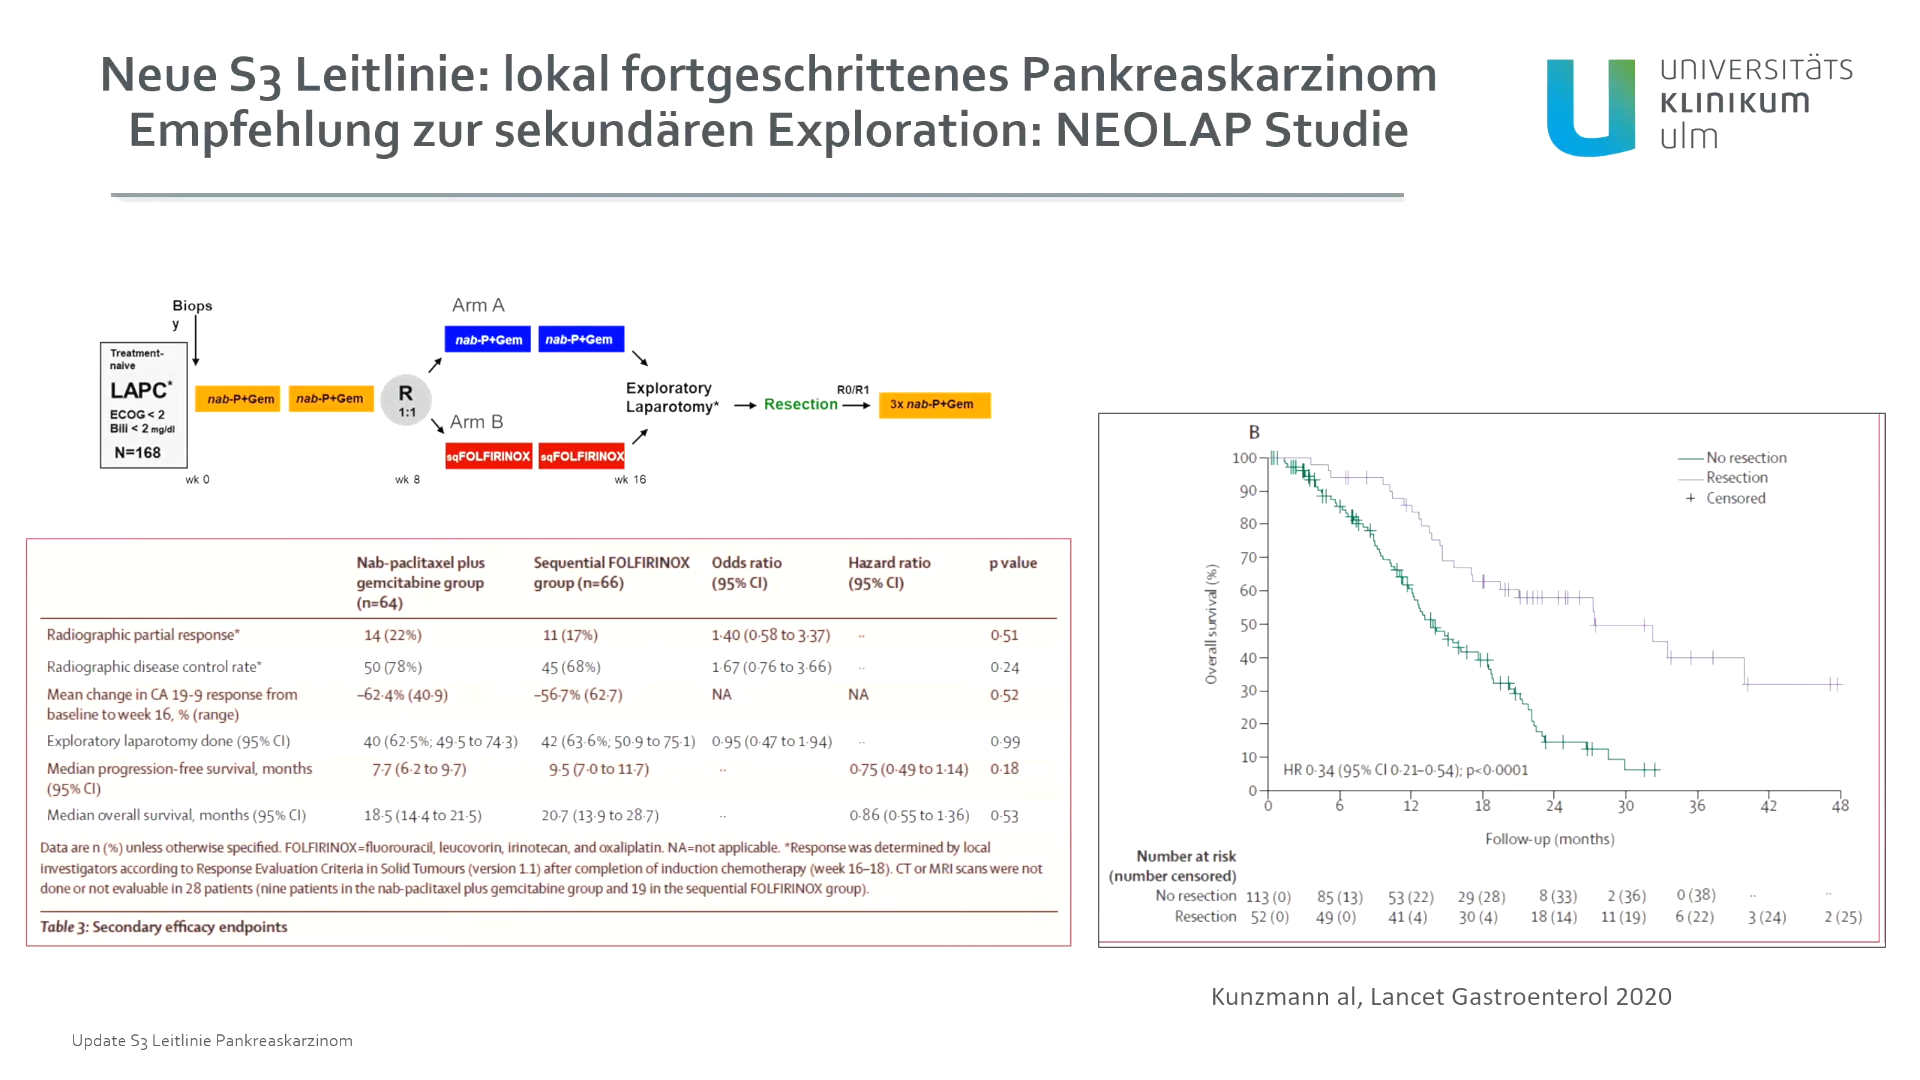 Neue S3 Leitlinie: lokal fortgeschrittenes Pankreaskarzinom
Empfehlung zur sekundären Exploration: NEOLAP Studie
UNIVERSITÄTS
KLINIKUM
ulm
Biops
y
Treatment-
naive
LAPC*
ECOG < 2
Bili < 2 mg/dl
N=168
nab-P+Gem
nab-P+Gem
R
1:1
Arm A
nab-P+Gem
nab-P+Gem
Arm B
sqFOLFIRINOX
sqFOLFIRINOX
Exploratory
Laparotomy*
Resection
R0/R1
3x nab-P+Gem
wk 0
wk 8
wk 16
Nab-paclitaxel plus gemcitabine group (n=64) Sequential FOLFIRINOX group (n=66) Odds ratio (95% CI) Hazard ratio (95% CI) p value
Radiographic partial response* 14 (22%) 11 (17%) 1·40 (0·58 to 3·37) ·· 0·51
Radiographic disease control rate* 50 (78%) 45 (68%) 1·67 (0·76 to 3·66) ·· 0·24
Mean change in CA 19-9 response from baseline to week 16, % (range) –62·4% (40·9) –56·7% (62·7) NA NA 0·52
Exploratory laparotomy done (95% CI) 40 (62·5%; 49·5 to 74·3) 42 (63·6%; 50·9 to 75·1) 0·95 (0·47 to 1·94) ·· 0·99
Median progression-free survival, months (95% CI) 7·7 (6·2 to 9·7) 9·5 (7·0 to 11·7) ·· 0·75 (0·49 to 1·14) 0·18
Median overall survival, months (95% CI) 18·5 (14·4 to 21·5) 20·7 (13·9 to 28·7) ·· 0·86 (0·55 to 1·36) 0·53
Data are n (%) unless otherwise specified. FOLFIRINOX=fluorouracil, leucovorin, irinotecan, and oxaliplatin. NA=not applicable. *Response was determined by local
investigators according to Response Evaluation Criteria in Solid Tumours (version 1.1) after completion of induction chemotherapy (week 16–18). CT or MRI scans were not
done or not evaluable in 28 patients (nine patients in the nab-paclitaxel plus gemcitabine group and 19 in the sequential FOLFIRINOX group).
Table 3: Secondary efficacy endpoints
B
No resection
Resection
Censored
Overall survival (%)
100
90
80
70
60
50
40
30
20
10
0
HR 0·34 (95% CI 0·21–0·54); p<0·0001
0 6 12 18 24 30 36 42 48
Follow-up (months)
Number at risk
(number censored)
No resection 113 (0) 85 (13) 53 (22) 29 (28) 8 (33) 2 (36) 0 (38) ·· ··
Resection 52 (0) 49 (0) 41 (4) 30 (4) 18 (14) 11 (19) 6 (22) 3 (24) 2 (25)
Kunzmann al, Lancet Gastroenterol 2020
Update S3 Leitlinie Pankreaskarzinom